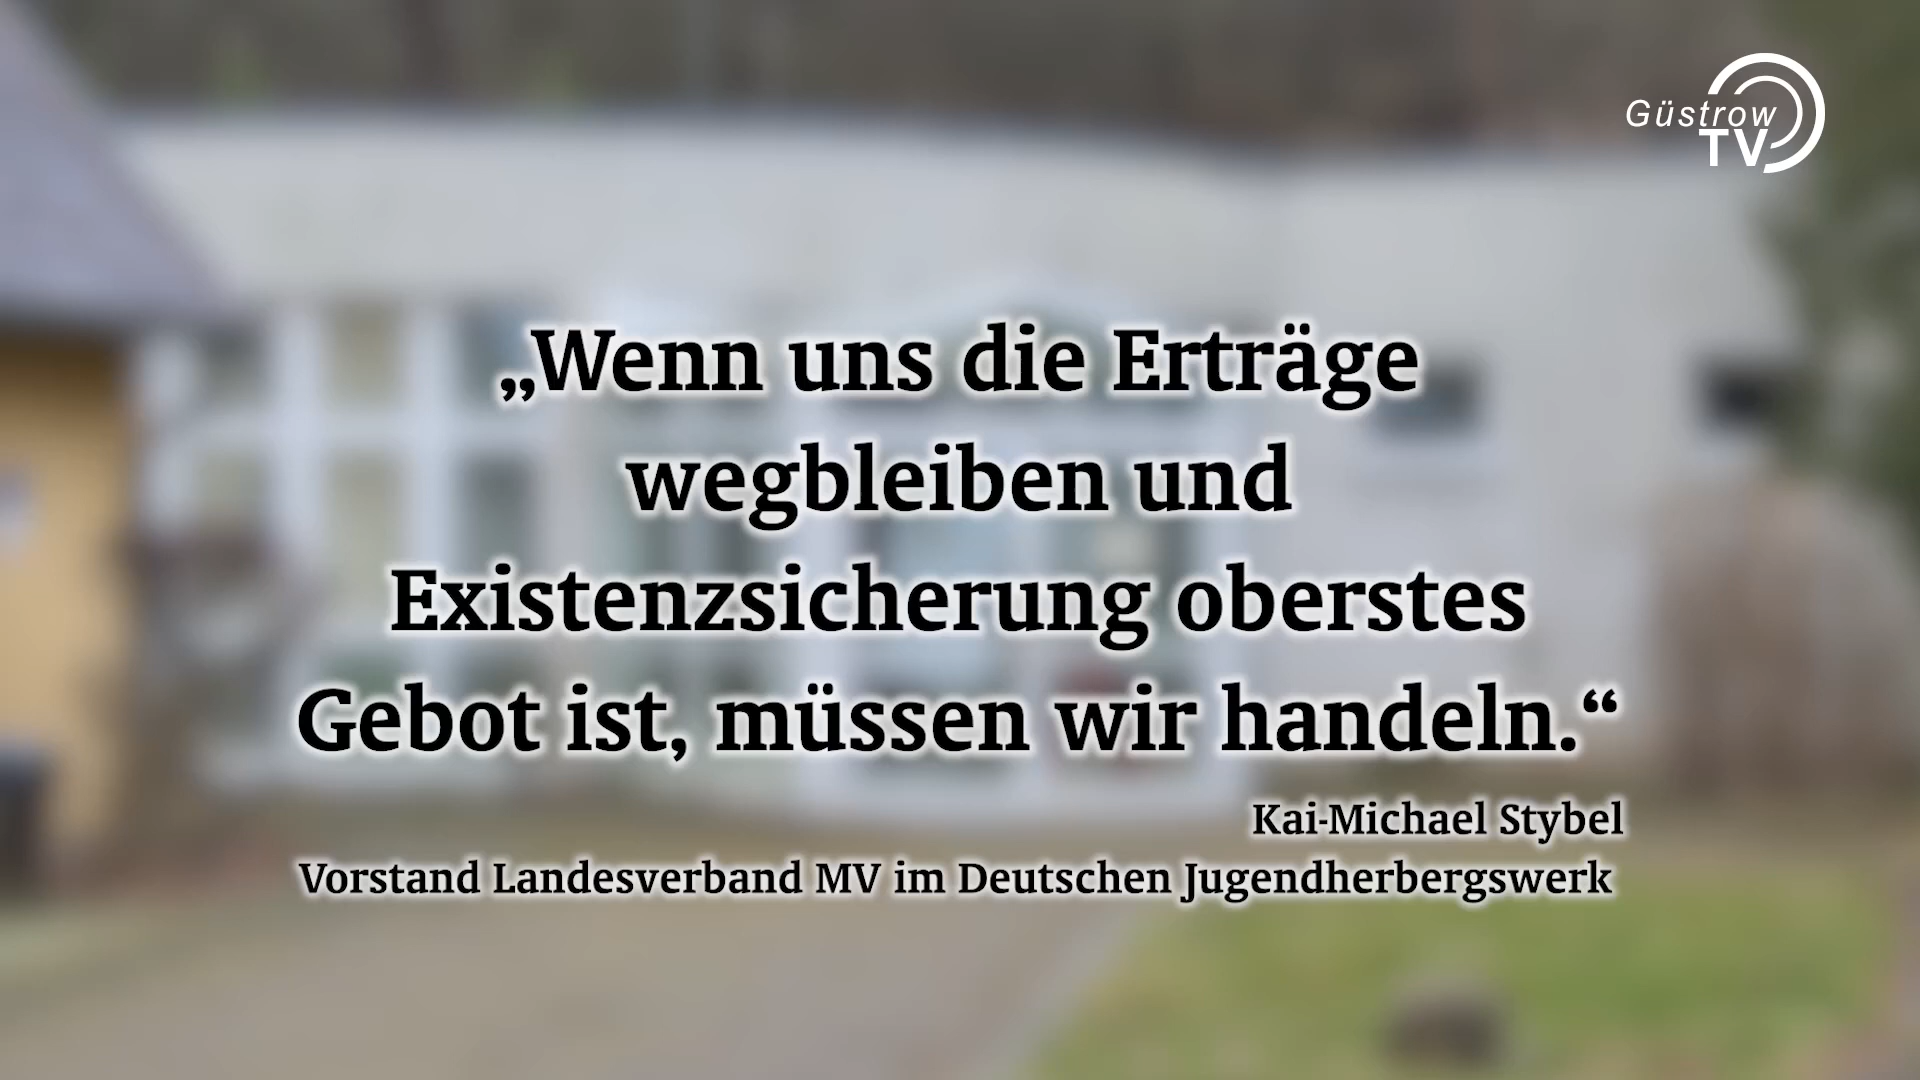 Güstrow
TV
„Wenn uns die Erträge
wegbleiben und
Existenzsicherung oberstes
Gebot ist, müssen wir handeln.“
Kai-Michael Stybel
Vorstand Landesverband MV im Deutschen Jugendherbergswerk